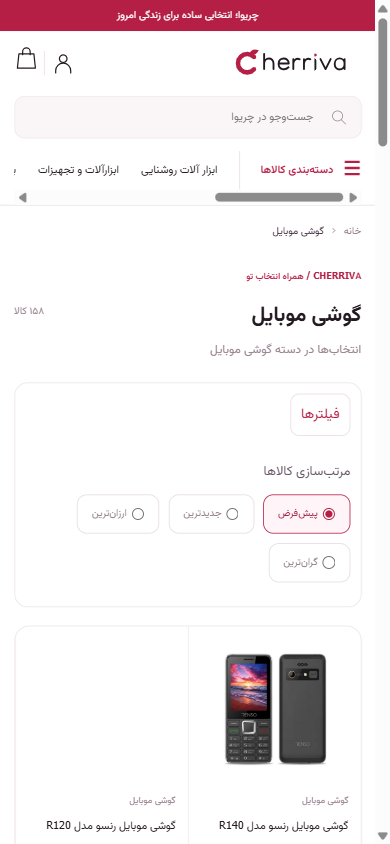 چریوا؛ انتخابی ساده برای زندگی امروز
Cherriva
جست‌وجو در چریوا
دسته‌بندی کالاها
ابزار آلات روشنایی
ابزارآلات و تجهیزات
خانه
گوشی موبایل
CHERRIVA / همراه انتخاب تو
گوشی موبایل
۱۵۸ کالا
انتخاب‌ها در دسته گوشی موبایل
فیلترها
مرتب‌سازی کالاها
پیش‌فرض
جدیدترین
ارزان‌ترین
گران‌ترین
گوشی موبایل
گوشی موبایل رنسو مدل R140
گوشی موبایل
گوشی موبایل رنسو مدل R120